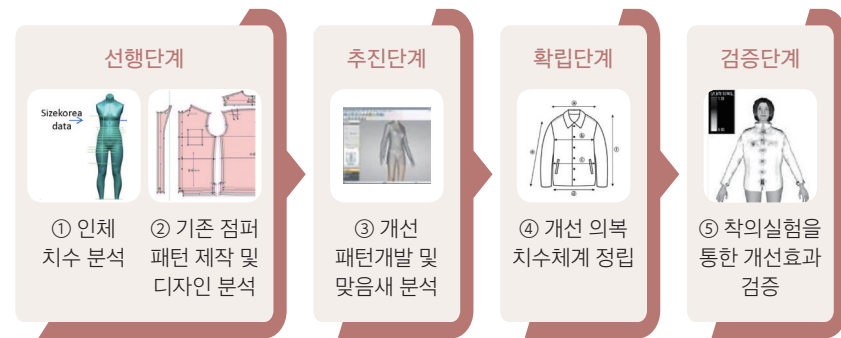 선행단계
Sizekorea
data
① 인체
치수 분석
② 기존 점퍼
패턴 제작 및
디자인 분석
추진단계
③ 개선
패턴개발 및
맞음새 분석
확립단계
④ 개선 의복
치수체계 정립
검증단계
⑤ 착의실험을
통한 개선효과
검증